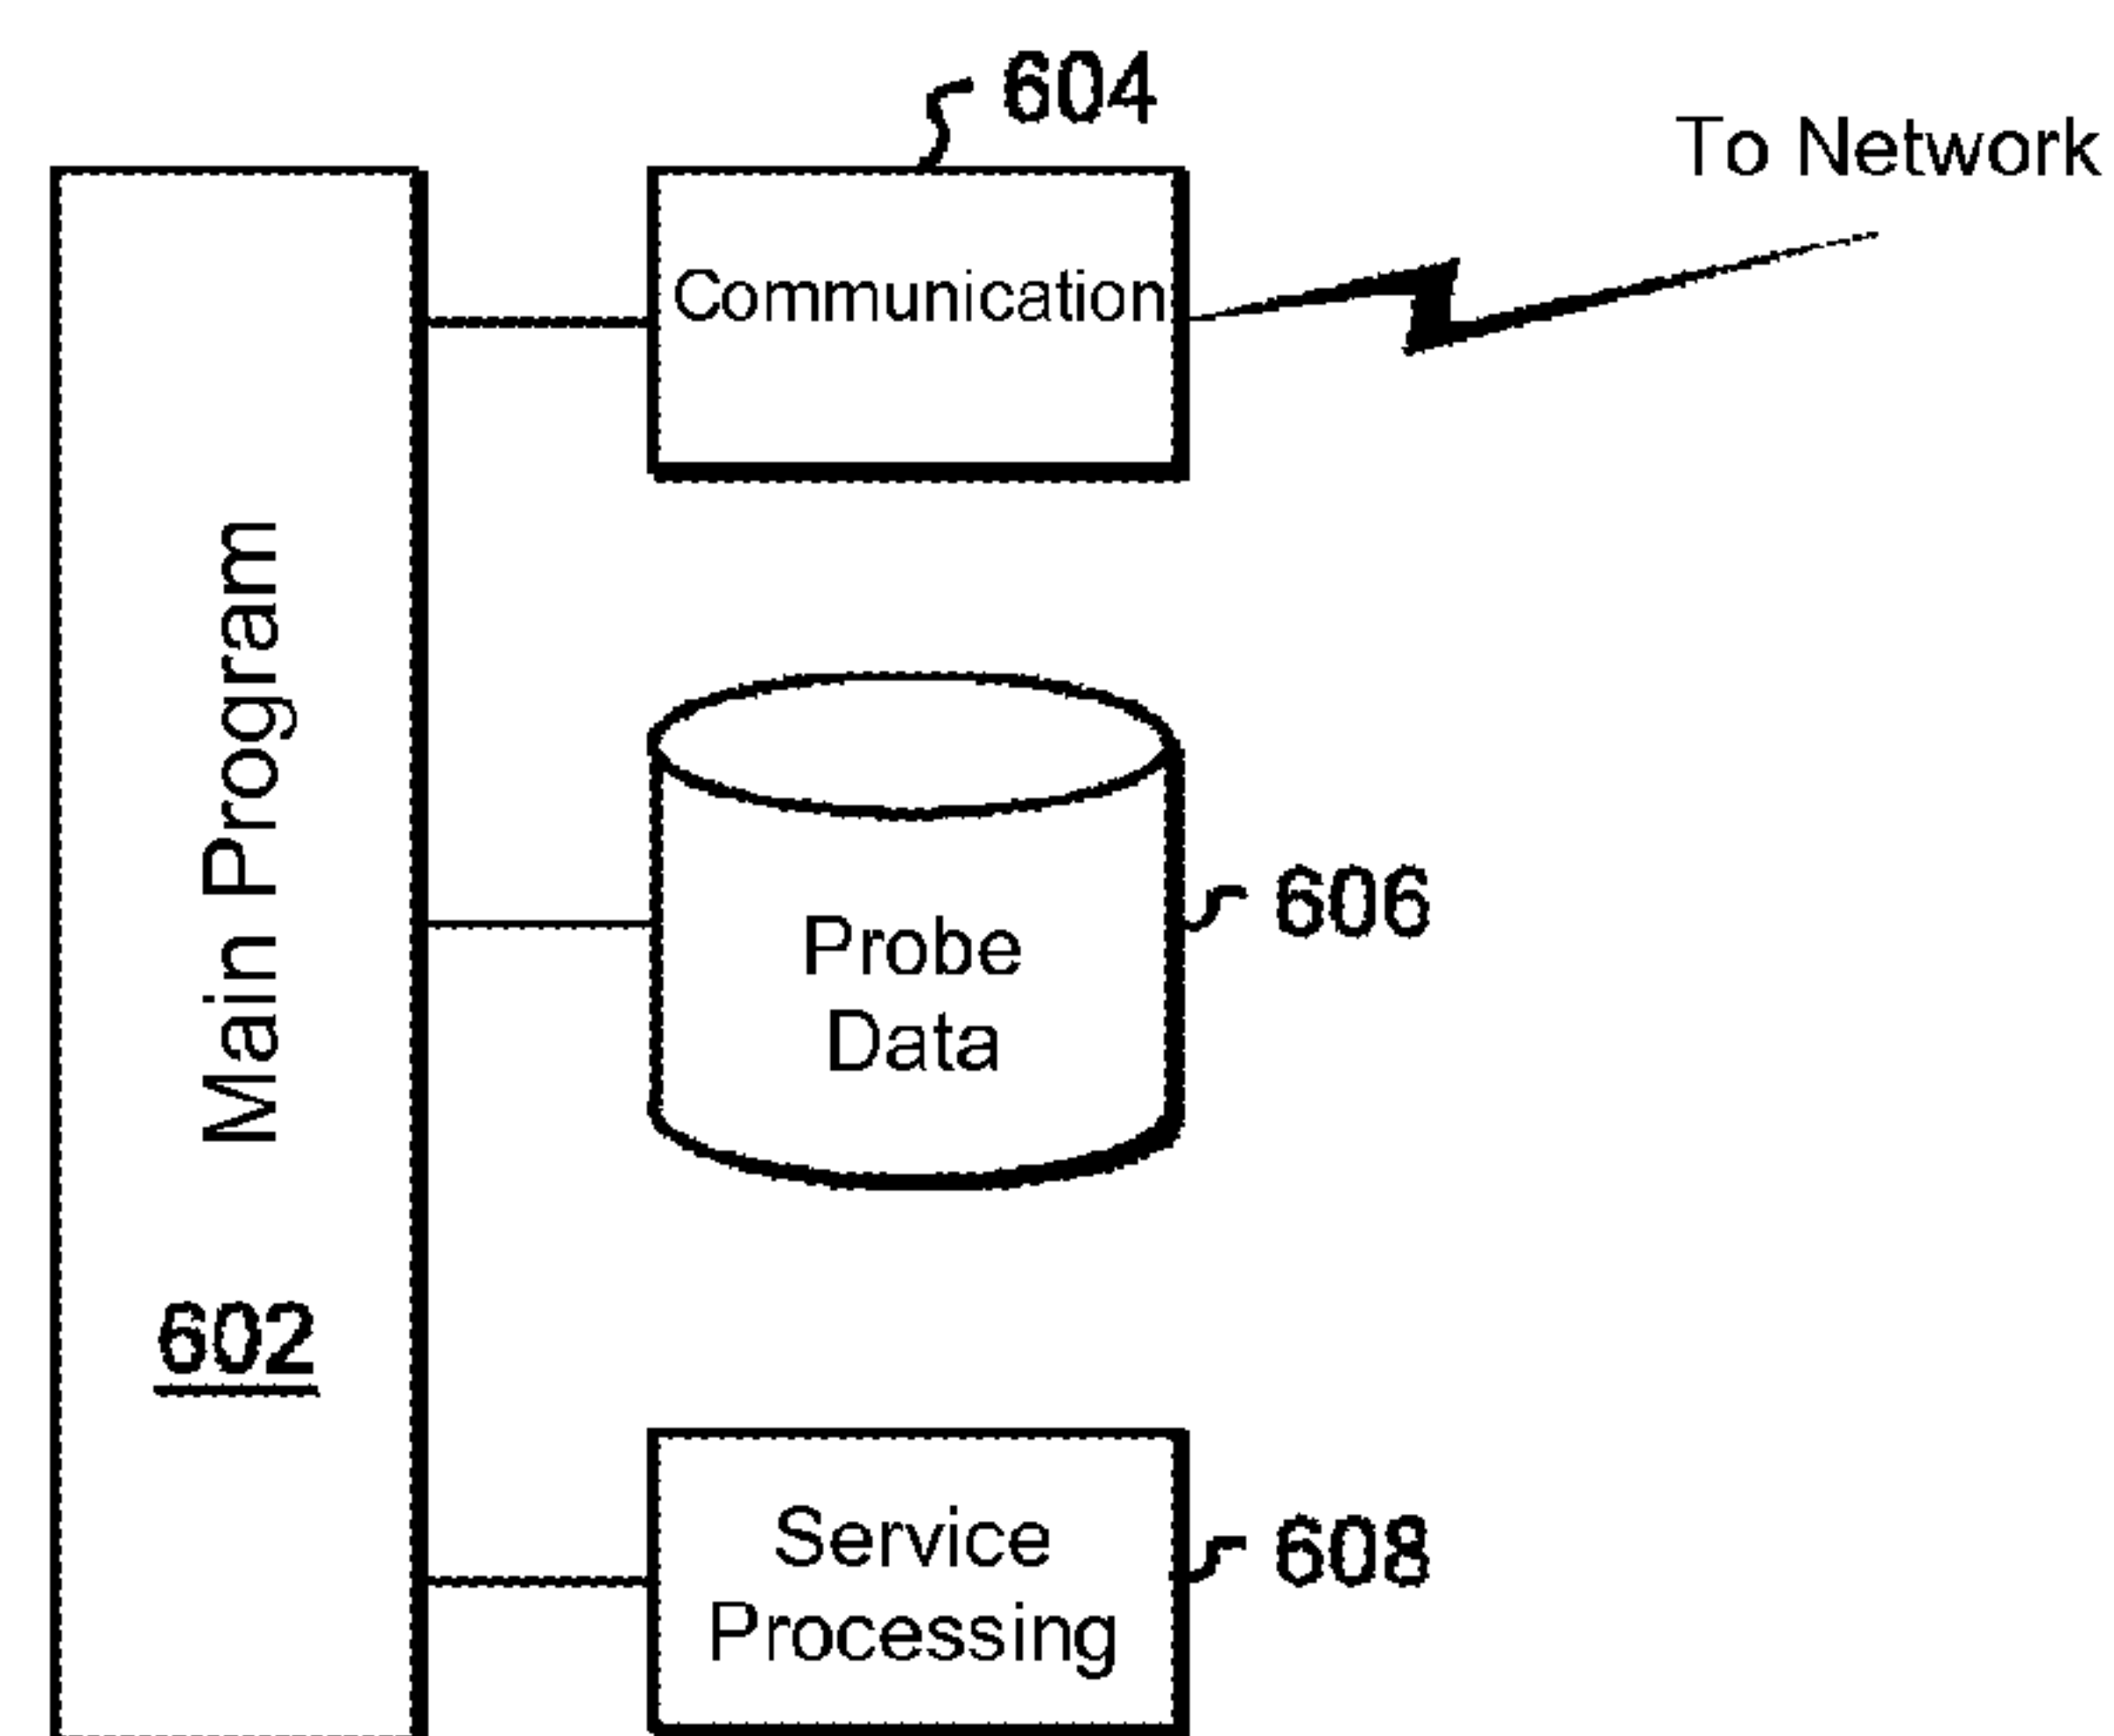 604
To Network
Communication
Main Program
602
Probe
Data
606
Service
Processing
608